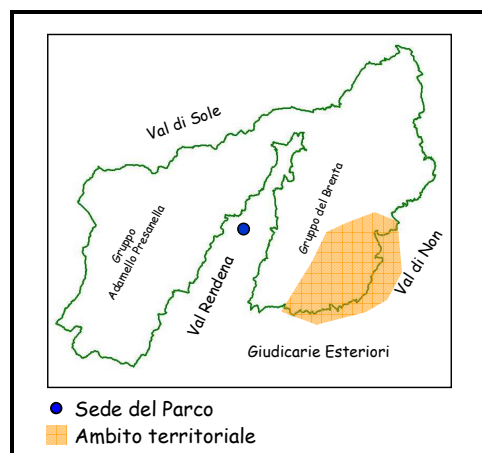 Val di Sole
Gruppo del Brenta
Gruppo
Adamello Presanella
Val di Non
Val Rendena
Giudicarie Esteriori
Sede del Parco
Ambito territoriale